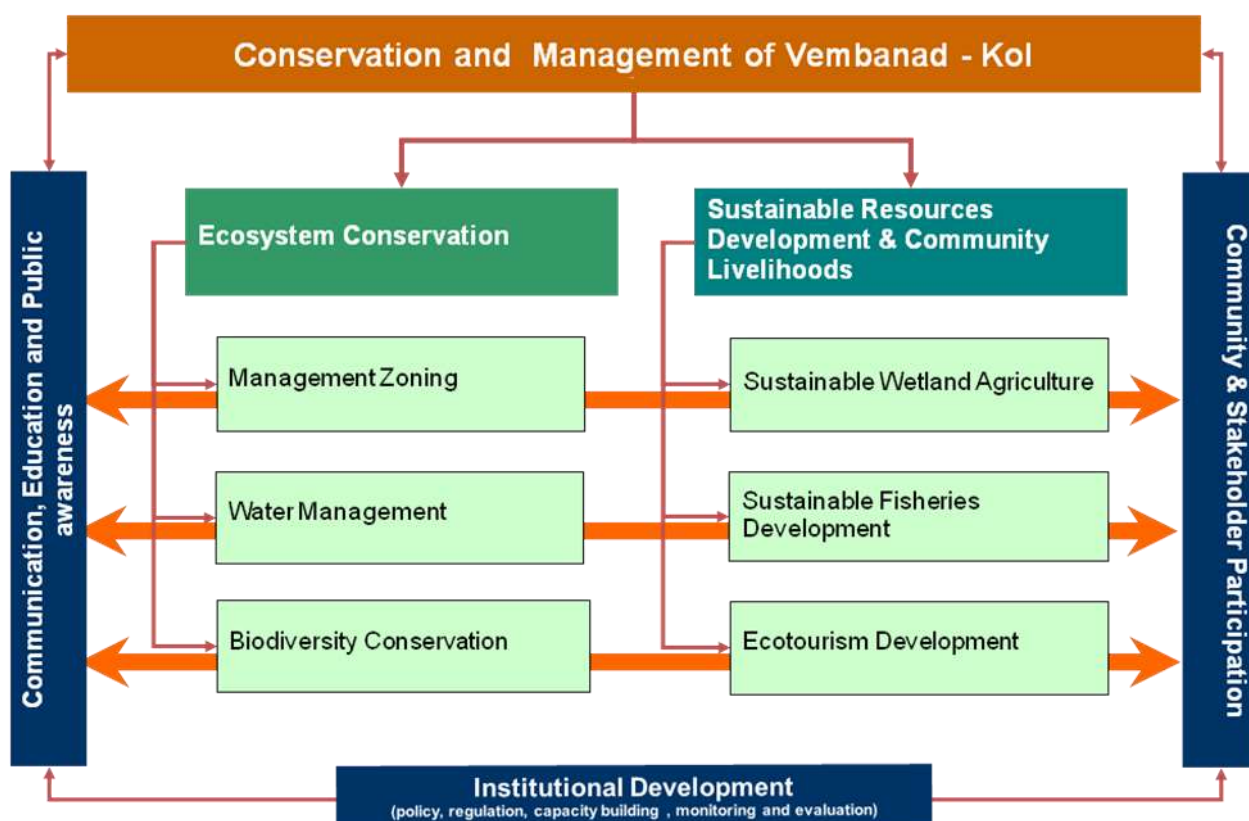 Conservation and Management of Vembanad - Kol
Communication, Education and Public
awareness
Ecosystem Conservation
Management Zoning
Water Management
Biodiversity Conservation
Sustainable Resources
Development & Community
Livelihoods
Sustainable Wetland Agriculture
Sustainable Fisheries
Development
Ecotourism Development
Community & Stakeholder Participation
Institutional Development
(policy, regulation, capacity building , monitoring and evaluation)